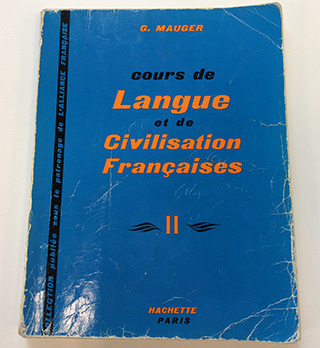 G. MAUGER
cours de
Langue
et de
Civilisation
Françaises
II
HACHETTE
PARIS
COLLECTION publiée sous le patronage de L'ALLIANCE FRANÇAISE